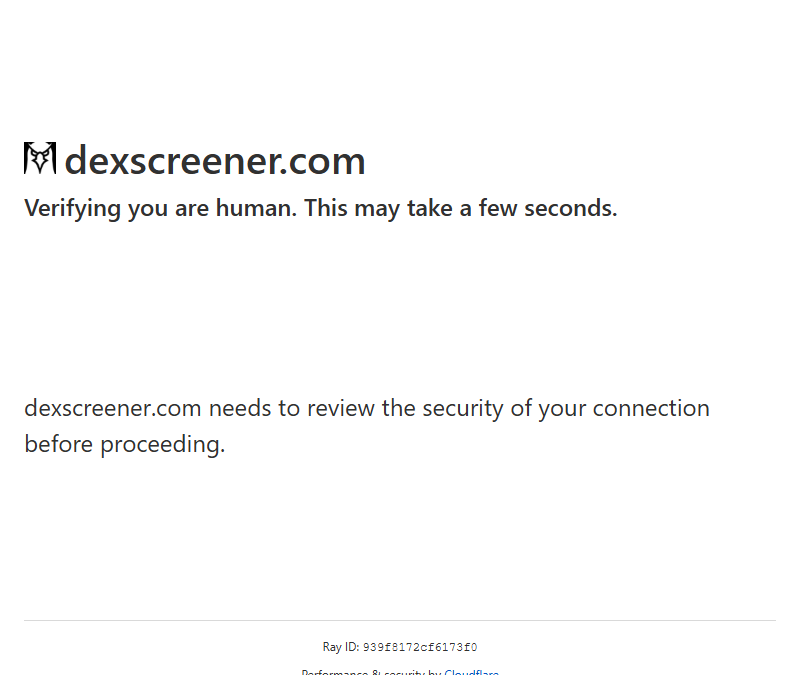 dexscreener.com
Verifying you are human. This may take a few seconds.
dexscreener.com needs to review the security of your connection
before proceeding.
Ray ID: 939f8172cf6173f0
Performance & security by Cloudflare